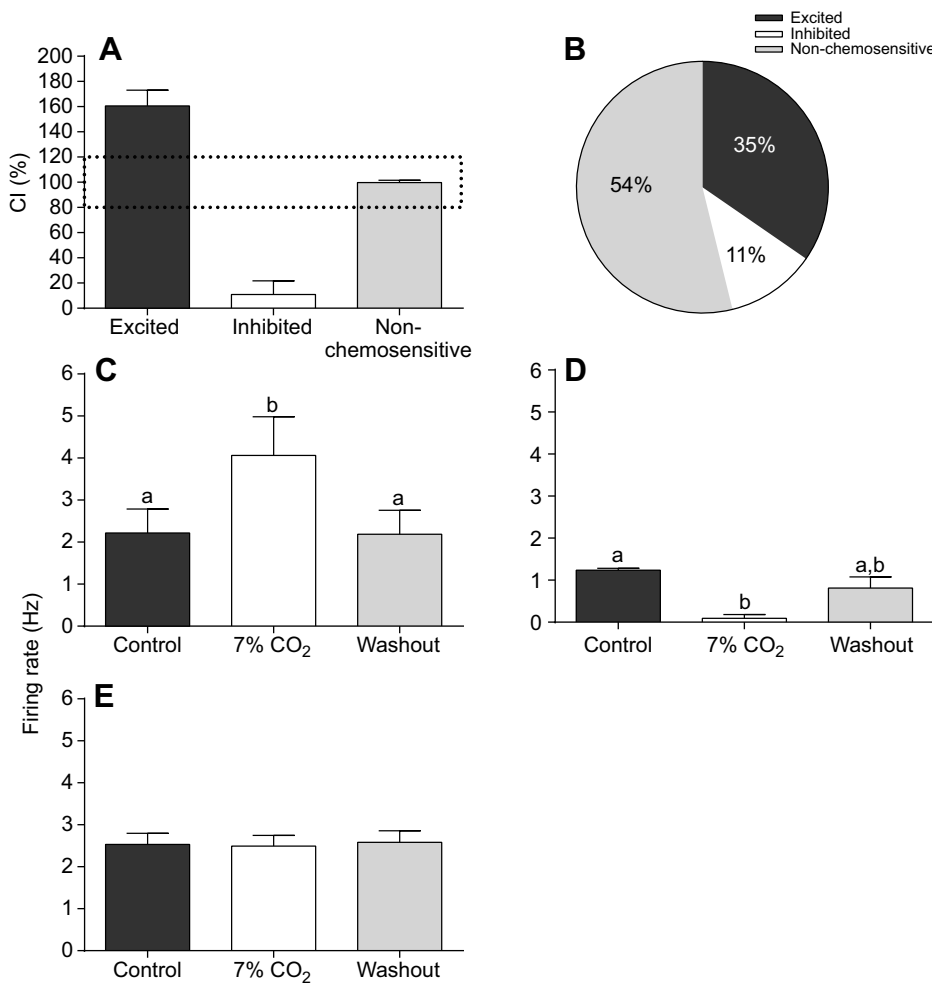 A
CI (%)
200
180
160
140
120
100
80
60
40
20
0
Excited
Inhibited
Non-
chemosensitive
B
Excited
Inhibited
Non-chemosensitive
35%
54%
11%
C
6
5
4
3
2
1
0
a
b
a
Control
7% CO₂
Washout
D
6
5
4
3
2
1
0
a
b
a,b
Control
7% CO₂
Washout
Firing rate (Hz)
E
6
5
4
3
2
1
0
Control
7% CO₂
Washout